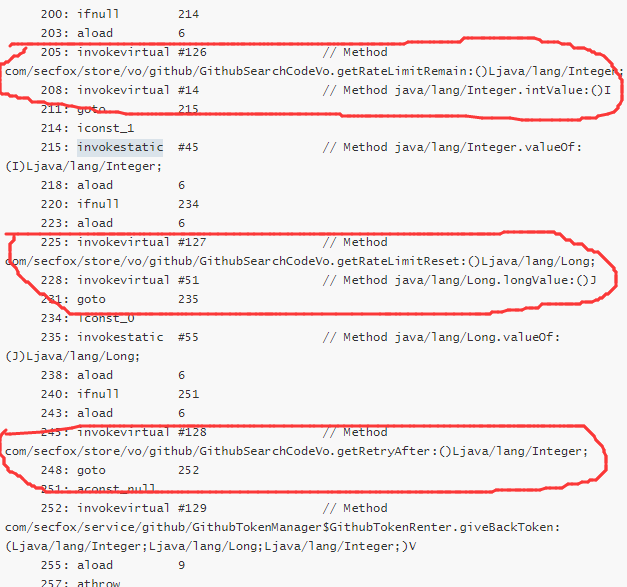 200: ifnull 214
203: aload 6
205: invokevirtual #126 // Method
com/secfox/store/vo/github/GithubSearchCodeVo.getRateLimitRemain:()Ljava/lang/Integer;
208: invokevirtual #14 // Method java/lang/Integer.intValue:()I
211: goto 215
214: iconst_1
215: invokestatic #45 // Method java/lang/Integer.valueOf:
(I)Ljava/lang/Integer;
218: aload 6
220: ifnull 234
223: aload 6
225: invokevirtual #127 // Method
com/secfox/store/vo/github/GithubSearchCodeVo.getRateLimitReset:()Ljava/lang/Long;
228: invokevirtual #51 // Method java/lang/Long.longValue:()J
231: goto 235
234: lconst_0
235: invokestatic #55 // Method java/lang/Long.valueOf:
(J)Ljava/lang/Long;
238: aload 6
240: ifnull 251
243: aload 6
245: invokevirtual #128 // Method
com/secfox/store/vo/github/GithubSearchCodeVo.getRetryAfter:()Ljava/lang/Integer;
248: goto 252
251: aconst_null
252: invokevirtual #129 // Method
com/secfox/service/github/GithubTokenManager$GithubTokenRenter.giveBackToken:
(Ljava/lang/Integer;Ljava/lang/Long;Ljava/lang/Integer;)V
255: aload 9
257: athrow